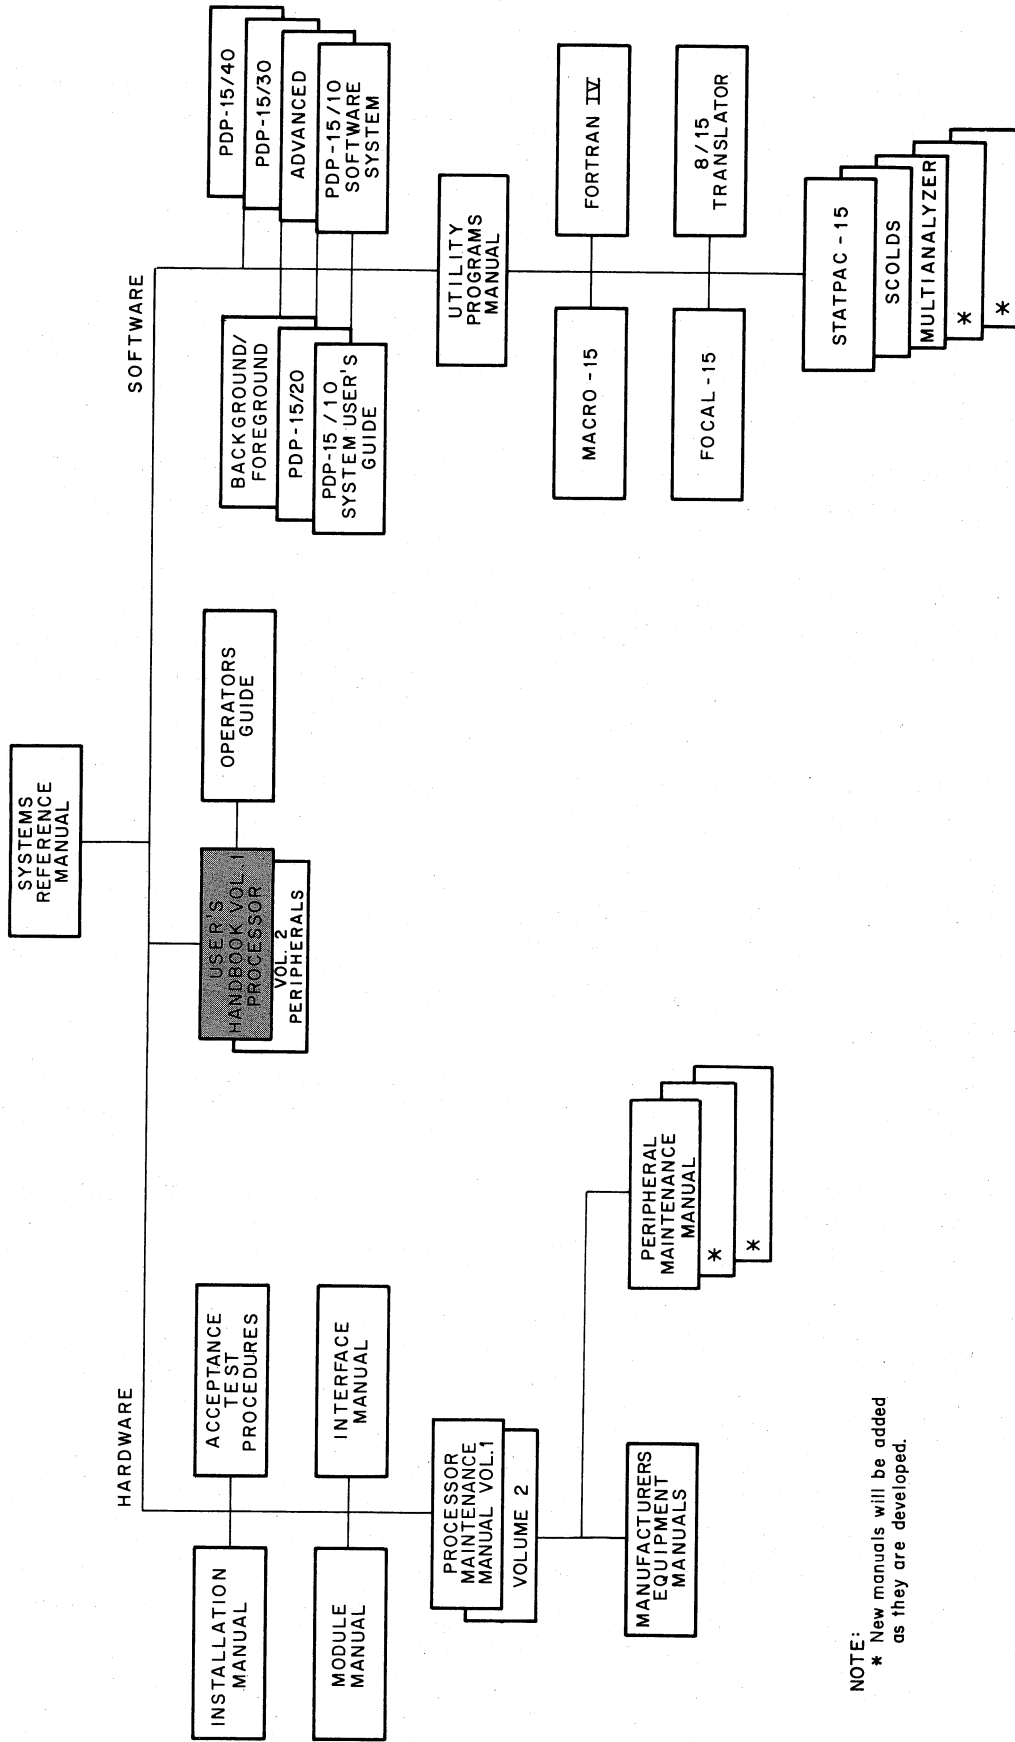 SYSTEMS
REFERENCE
MANUAL
HARDWARE
SOFTWARE
INSTALLATION
MANUAL
ACCEPTANCE
TEST
PROCEDURES
MODULE
MANUAL
INTERFACE
MANUAL
PROCESSOR
MAINTENANCE
MANUAL VOL.1
VOLUME 2
MANUFACTURERS
EQUIPMENT
MANUALS
PERIPHERAL
MAINTENANCE
MANUAL
*
*
USER'S
HANDBOOK VOL. 1
PROCESSOR
VOL. 2
PERIPHERALS
OPERATORS
GUIDE
BACKGROUND/
FOREGROUND
PDP-15/20
PDP-15/10
SYSTEM USER'S
GUIDE
PDP-15/40
PDP-15/30
ADVANCED
PDP-15/10
SOFTWARE
SYSTEM
UTILITY
PROGRAMS
MANUAL
MACRO-15
FORTRAN IV
FOCAL-15
8/15
TRANSLATOR
STATPAC-15
SCOLDS
MULTIANALYZER
*
*
NOTE:
* New manuals will be added
as they are developed.